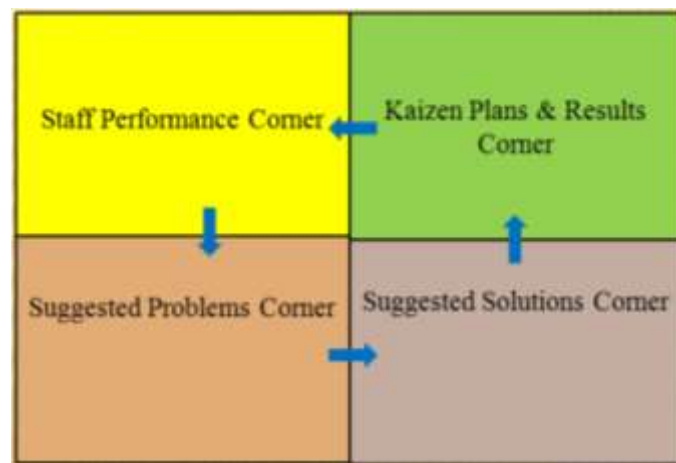 Staff Performance Corner
Kaizen Plans & Results
Corner
Suggested Problems Corner
Suggested Solutions Corner